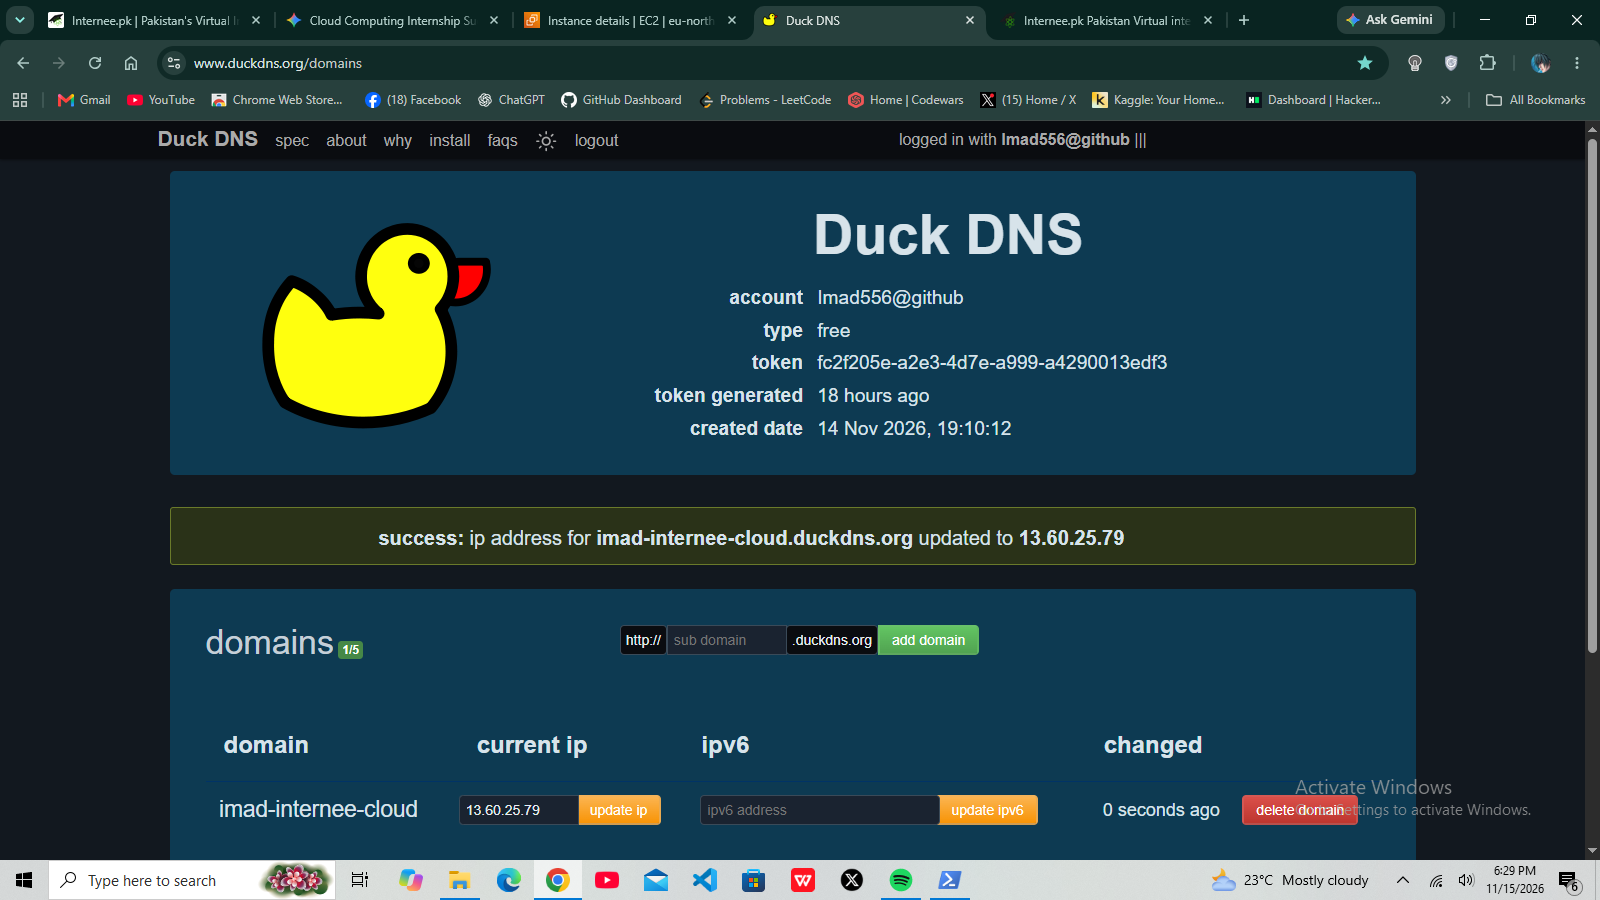 Internee.pk | Pakistan's Virtual I
Cloud Computing Internship Su
Instance details | EC2 | eu-north
Duck DNS
Internee.pk Pakistan Virtual inte
Ask Gemini
www.duckdns.org/domains
Gmail
YouTube
Chrome Web Store...
(18) Facebook
ChatGPT
GitHub Dashboard
Problems - LeetCode
Home | Codewars
(15) Home / X
Kaggle: Your Home...
Dashboard | Hacker...
All Bookmarks
Duck DNS spec about why install faqs logout
logged in with Imad556@github |||
Duck DNS
account Imad556@github
type free
token fc2f205e-a2e3-4d7e-a999-a4290013edf3
token generated 18 hours ago
created date 14 Nov 2026, 19:10:12
success: ip address for imad-internee-cloud.duckdns.org updated to 13.60.25.79
domains 1/5
http:// sub domain .duckdns.org add domain
domain current ip ipv6 changed
imad-internee-cloud 13.60.25.79 update ip ipv6 address update ipv6 0 seconds ago delete domain
Activate Windows
Settings to activate Windows.
Type here to search
23°C Mostly cloudy
6:29 PM
11/15/2026
6